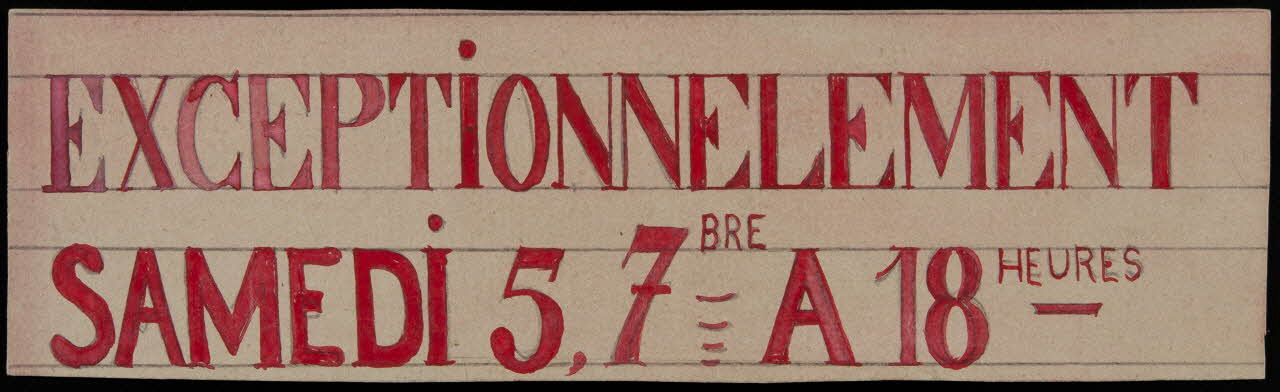 EXCEPTIONNELEMENT
SAMEDI 5, 7BRE A 18 HEURES